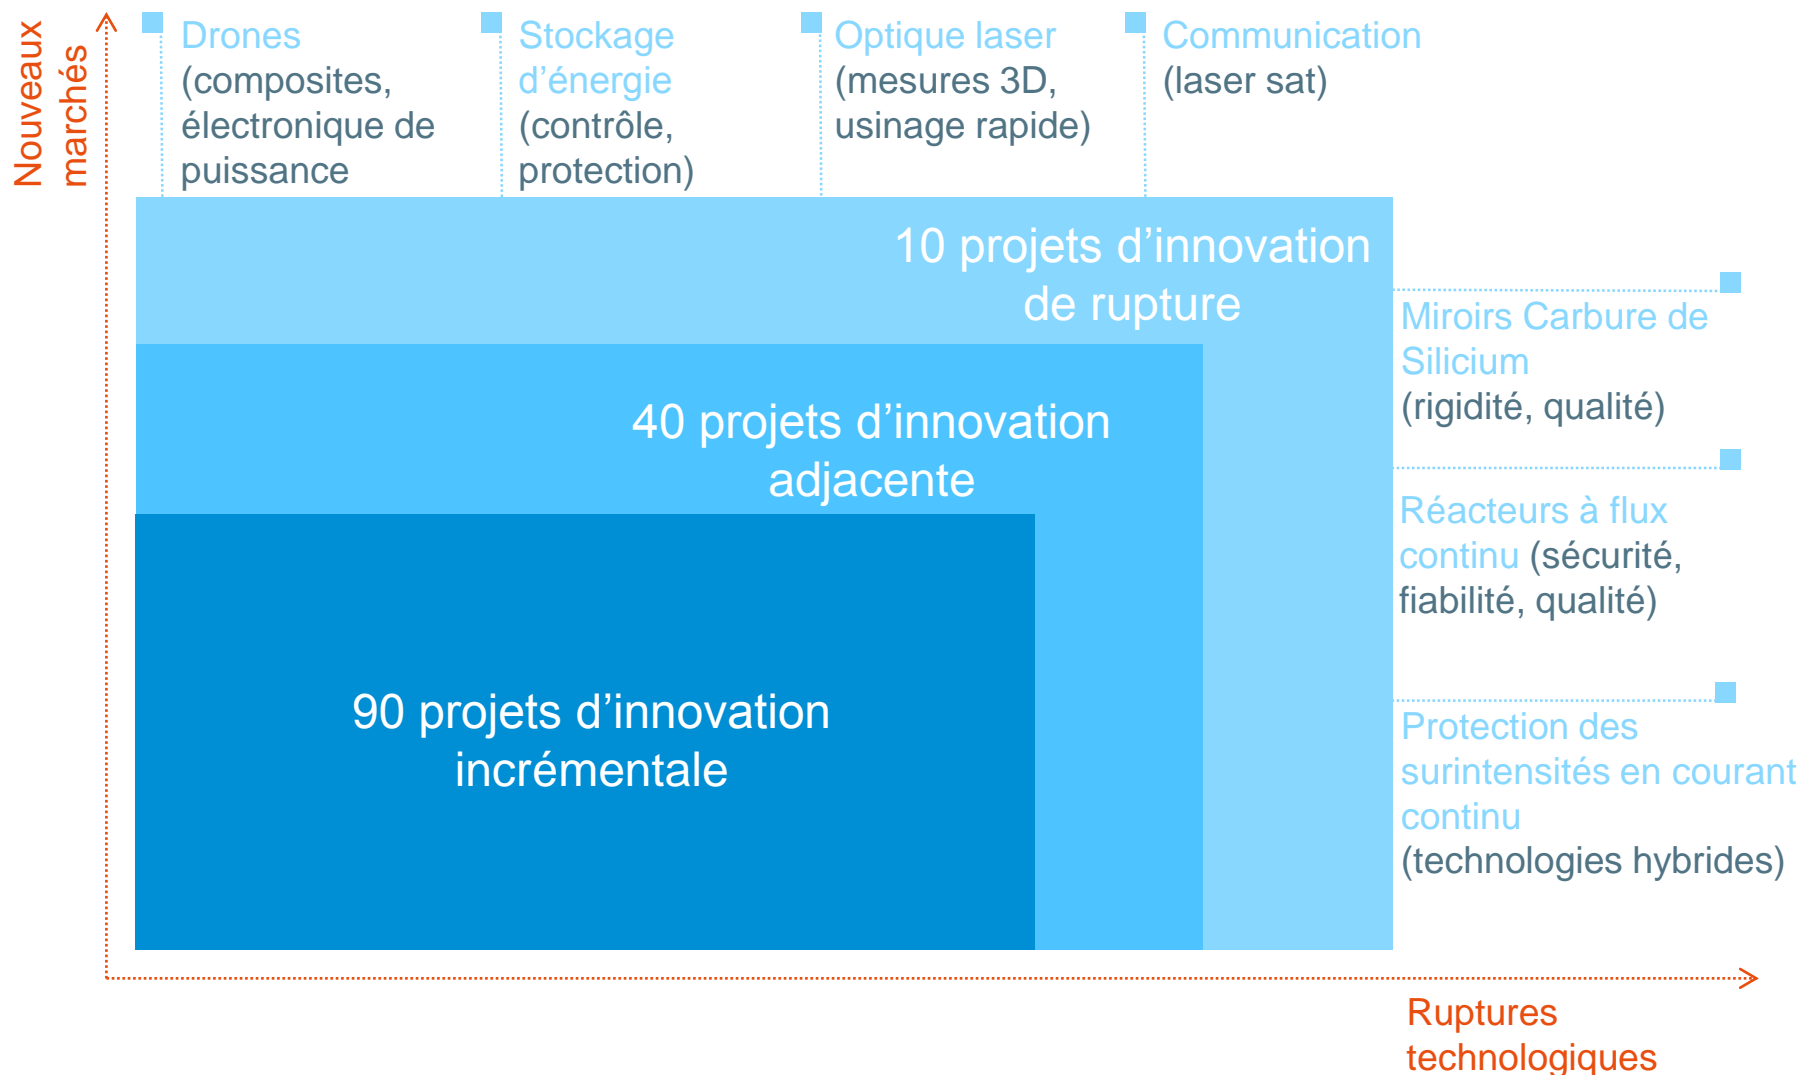 Nouveaux
marchés
Drones
(composites,
électronique de
puissance
Stockage
d’énergie
(contrôle,
protection)
Optique laser
(mesures 3D,
usinage rapide)
Communication
(laser sat)
10 projets d’innovation
de rupture
40 projets d’innovation
adjacente
90 projets d’innovation
incrémentale
Miroirs Carbure de
Silicium
(rigidité, qualité)
Réacteurs à flux
continu (sécurité,
fiabilité, qualité)
Protection des
surintensités en courant
continu
(technologies hybrides)
Ruptures
technologiques